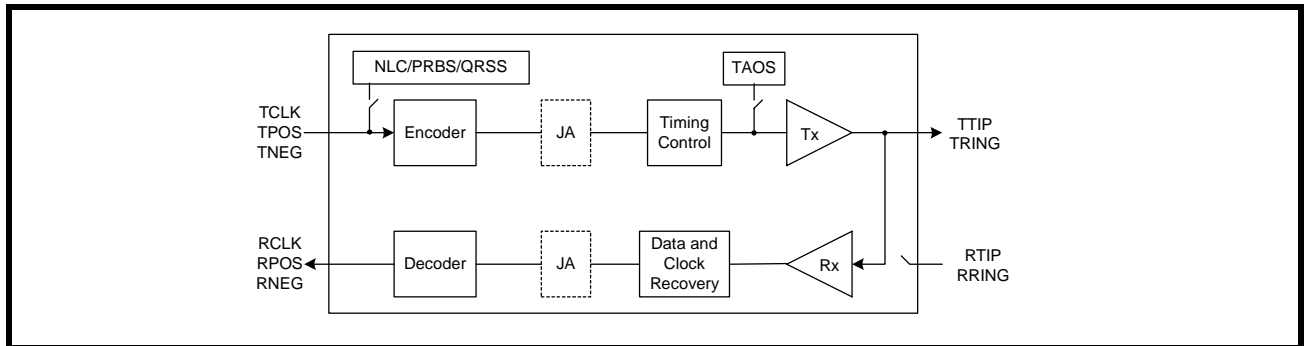 NLC/PRBS/QRSS
TAOS
TCLK
TPOS
TNEG
Encoder
JA
Timing
Control
Tx
TTIP
TRING
RCLK
RPOS
RNEG
Decoder
JA
Data and
Clock
Recovery
Rx
RTIP
RRING